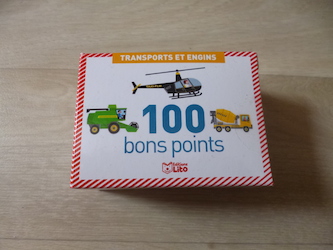 TRANSPORTS ET ENGINS
100
bons points
Éditions
Lito